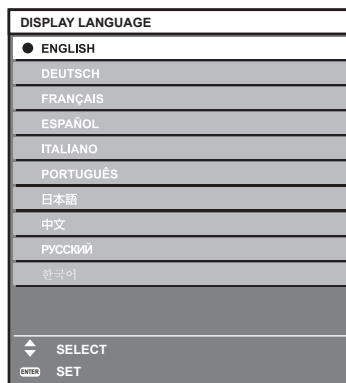 DISPLAY LANGUAGE
ENGLISH
DEUTSCH
FRANÇAIS
ESPAÑOL
ITALIANO
PORTUGUÊS
日本語
中文
РУССКИЙ
한국어
SELECT
ENTER SET